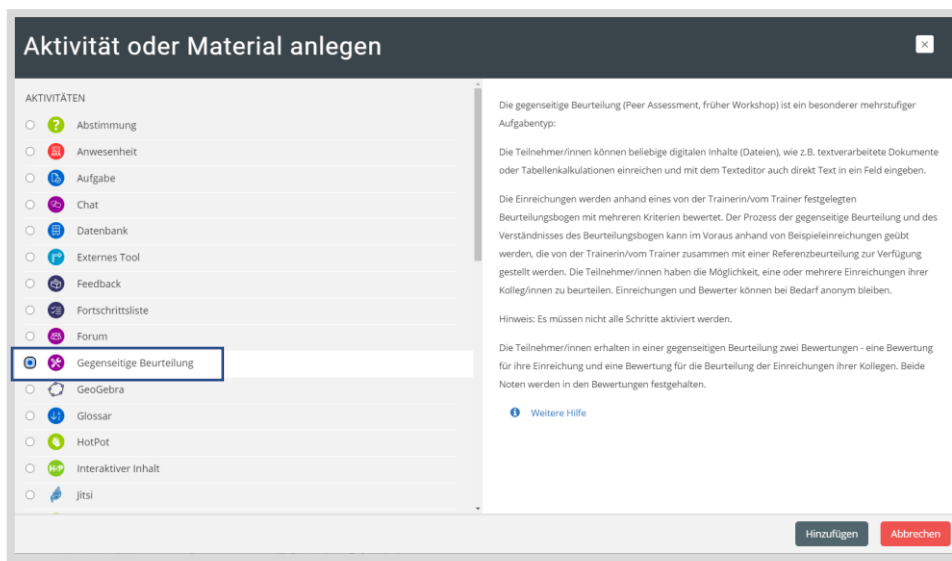 Aktivität oder Material anlegen
×
AKTIVITÄTEN
? Abstimmung
Anwesenheit
Aufgabe
Chat
Datenbank
Externes Tool
Feedback
Fortschrittsliste
Forum
Gegenseitige Beurteilung
GeoGebra
Glossar
HotPot
H-P Interaktiver Inhalt
Jitsi
Die gegenseitige Beurteilung (Peer Assessment, früher Workshop) ist ein besonderer mehrstufiger
Aufgabentyp:
Die Teilnehmer/innen können beliebige digitalen Inhalte (Dateien), wie z.B. textverarbeitete Dokumente
oder Tabellenkalkulationen einreichen und mit dem Texteditor auch direkt Text in ein Feld eingeben.
Die Einreichungen werden anhand eines von der Trainerin/vom Trainer festgelegten
Beurteilungsbogen mit mehreren Kriterien bewertet. Der Prozess der gegenseitige Beurteilung und des
Verständnisses des Beurteilungsbogen kann im Voraus anhand von Beispieleinreichungen geübt
werden, die von der Trainerin/vom Trainer zusammen mit einer Referenzbeurteilung zur Verfügung
gestellt werden. Die Teilnehmer/innen haben die Möglichkeit, eine oder mehrere Einreichungen ihrer
Kolleg/innen zu beurteilen. Einreichungen und Bewerter können bei Bedarf anonym bleiben.
Hinweis: Es müssen nicht alle Schritte aktiviert werden.
Die Teilnehmer/innen erhalten in einer gegenseitigen Beurteilung zwei Bewertungen - eine Bewertung
für ihre Einreichung und eine Bewertung für die Beurteilung der Einreichungen ihrer Kollegen. Beide
Noten werden in den Bewertungen festgehalten.
Weitere Hilfe
Hinzufügen
Abbrechen